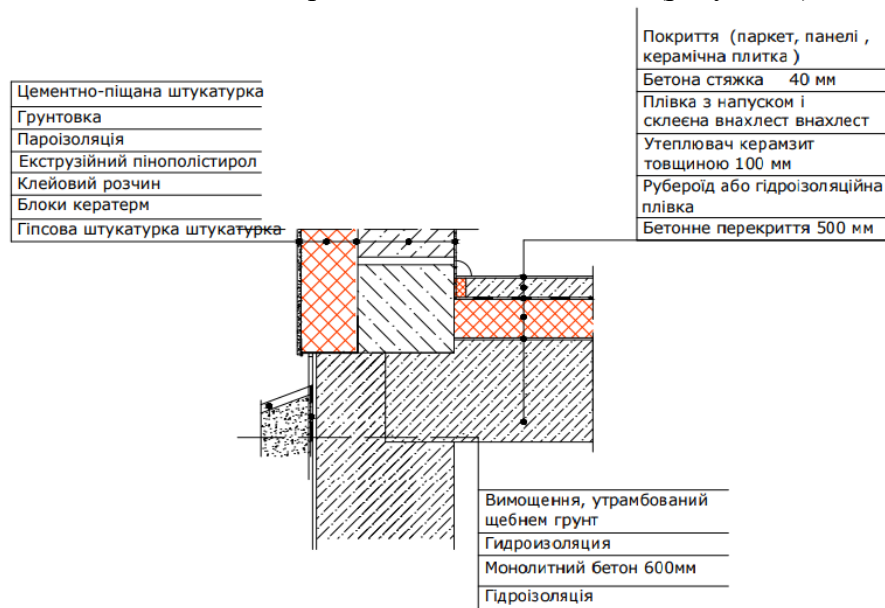 Цементно-піщана штукатурка
Грунтовка
Пароізоляція
Екструзійний пінополістирол
Клейовий розчин
Блоки кератерм
Гіпсова штукатурка штукатурка
Покриття (паркет, панелі ,
керамічна плитка )
Бетона стяжка 40 мм
Плівка з напуском і
склеєна внахлест внахлест
Утеплювач керамзит
товщиною 100 мм
Рубероїд або гідроізоляційна
плівка
Бетонне перекриття 500 мм
Вимощення, утрамбований
щебнем грунт
Гидроизоляция
Монолитний бетон 600мм
Гідроізоляція